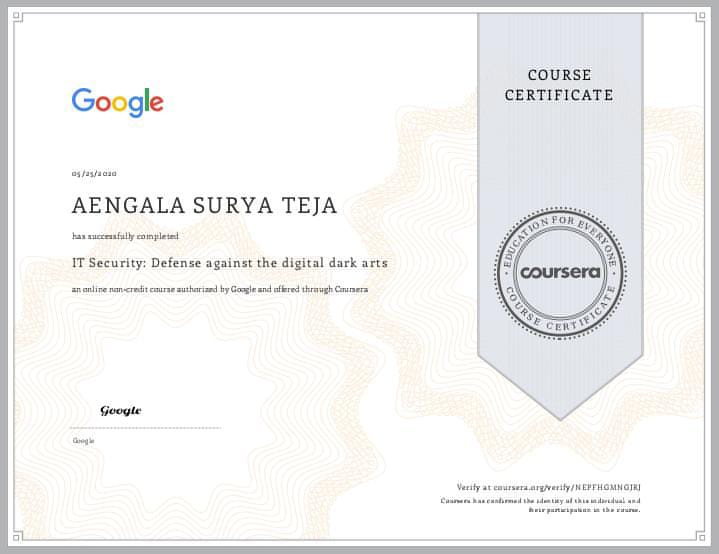 Google
05/25/2020
AENGALA SURYA TEJA
has successfully completed
IT Security: Defense against the digital dark arts
an online non-credit course authorized by Google and offered through Coursera
Google
Google
COURSE
CERTIFICATE
EDUCATION FOR EVERYONE
coursera
COURSE CERTIFICATE
Verify at coursera.org/verify/NEPFHGMNGJRJ
Coursera has confirmed the identity of this individual and
their participation in the course.